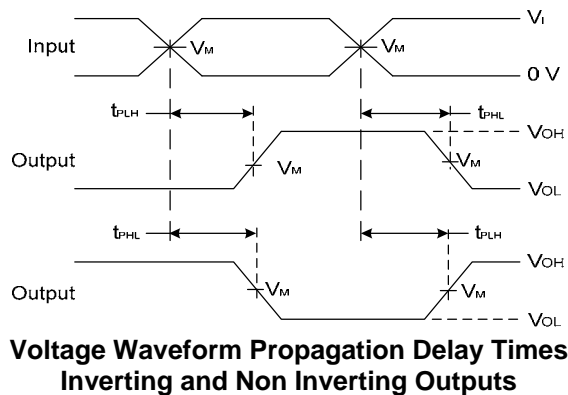 VI
Input VM VM
0 V
tPLH tPHL
VOH
Output VM VM
VOL
tPHL tPLH
VOH
Output VM VM
VOL
Voltage Waveform Propagation Delay Times
Inverting and Non Inverting Outputs